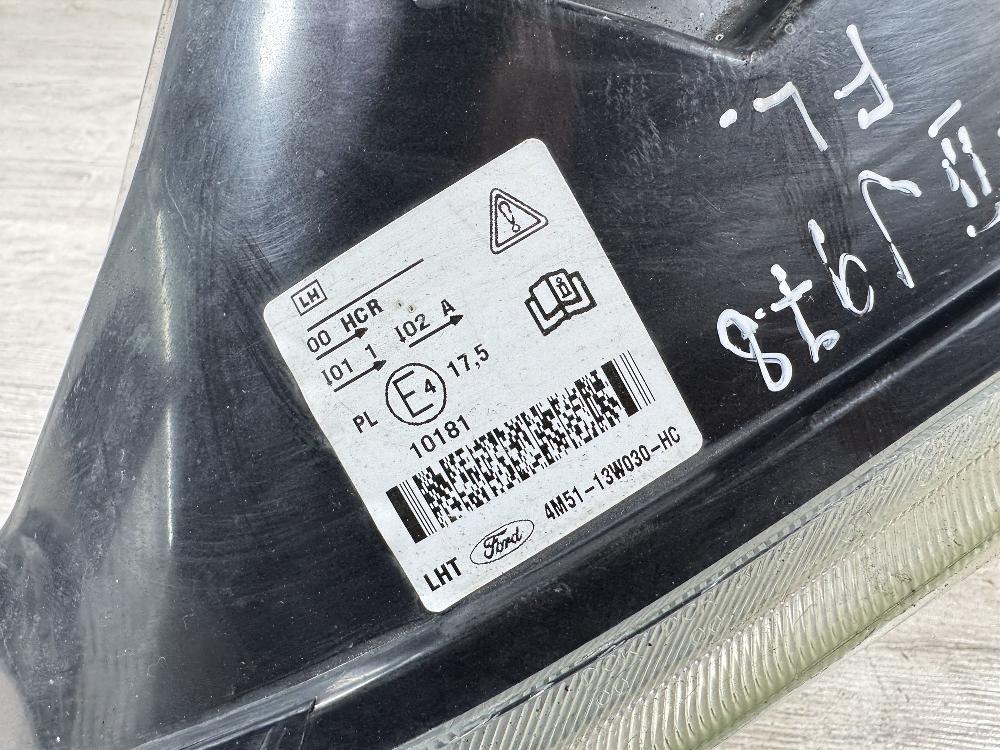 LH
00 HCR
I01 1 I02 A
PL E4 17,5
10181
4M51-13W030-HC
LHT Ford